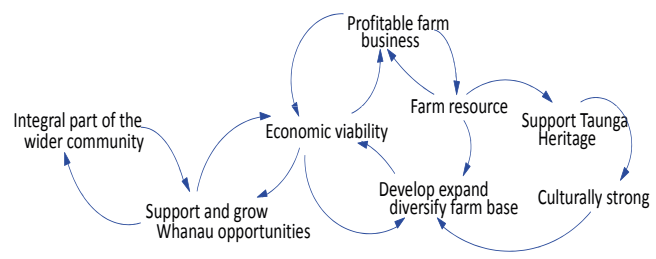 Profitable farm
business
Farm resource
Integral part of the
wider community
Economic viability
Support Taunga
Heritage
Develop expand
diversify farm base
Culturally strong
Support and grow
Whanau opportunities